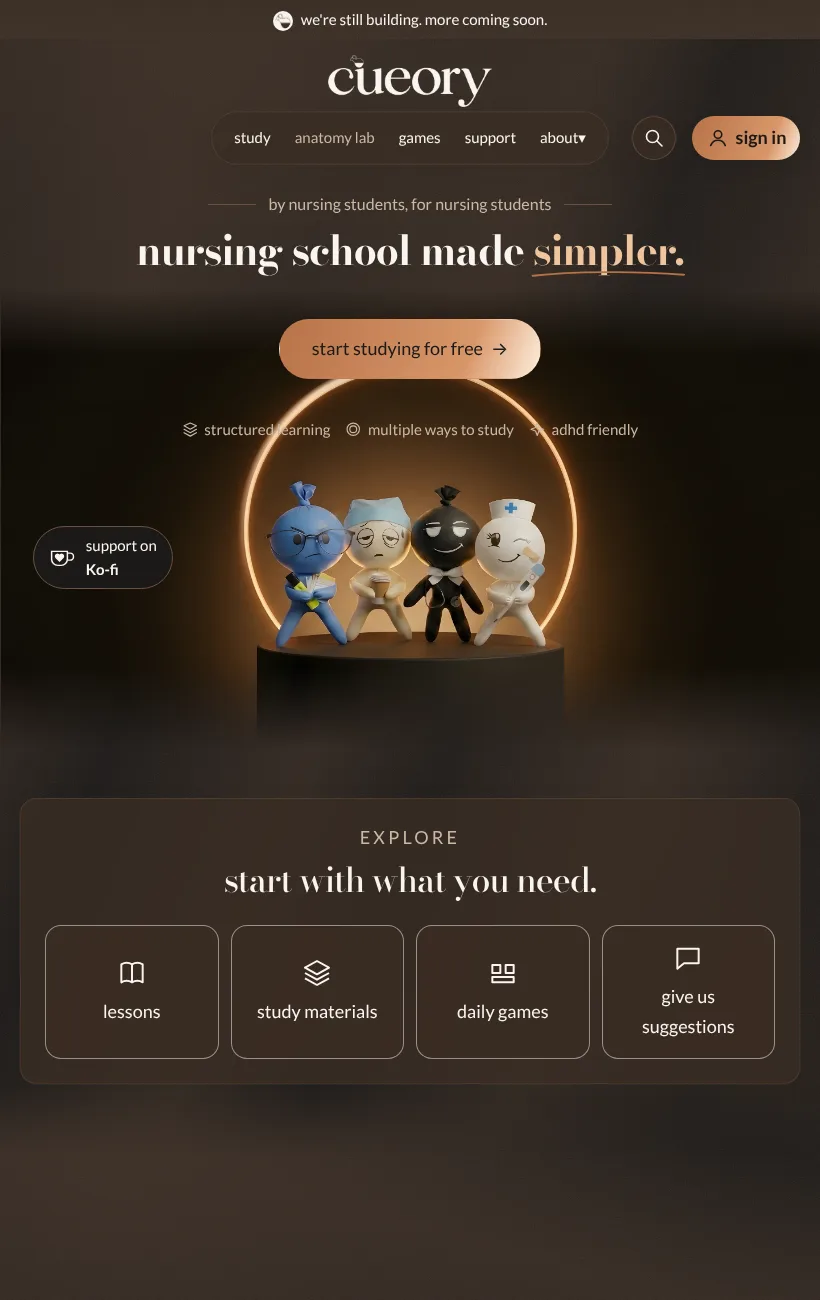 we're still building. more coming soon.
cueory
study anatomy lab games support about▾ sign in
by nursing students, for nursing students
nursing school made simpler.
start studying for free →
structured learning multiple ways to study adhd friendly
support on
Ko-fi
EXPLORE
start with what you need.
lessons
study materials
daily games
give us
suggestions